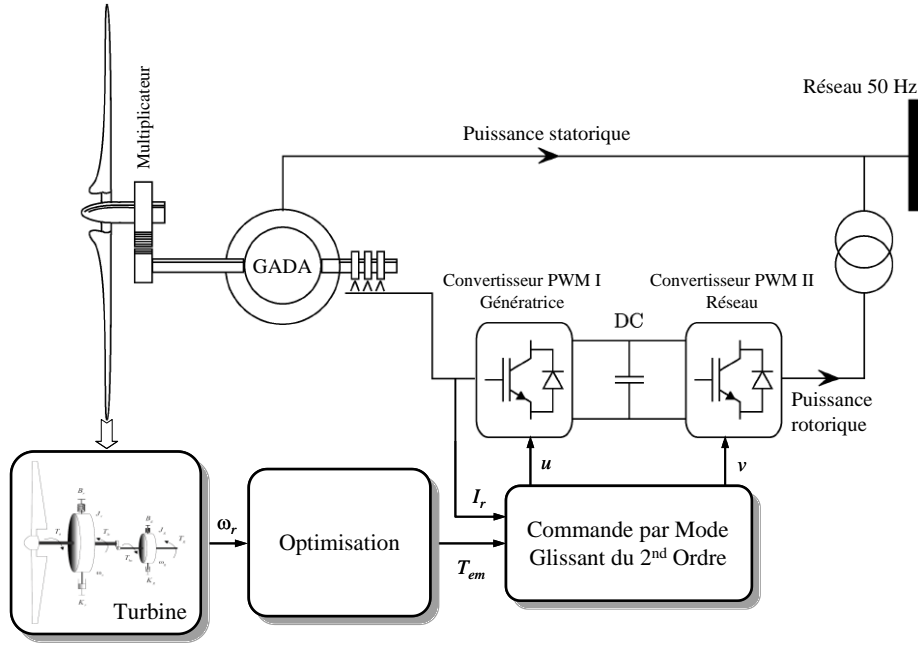 Réseau 50 Hz
Multiplicateur
Puissance statorique
GADA
Convertisseur PWM I
Génératrice
DC
Convertisseur PWM II
Réseau
Puissance
rotorique
u
v
I_r
ω_r
Optimisation
T_em
Commande par Mode
Glissant du 2nd Ordre
Turbine